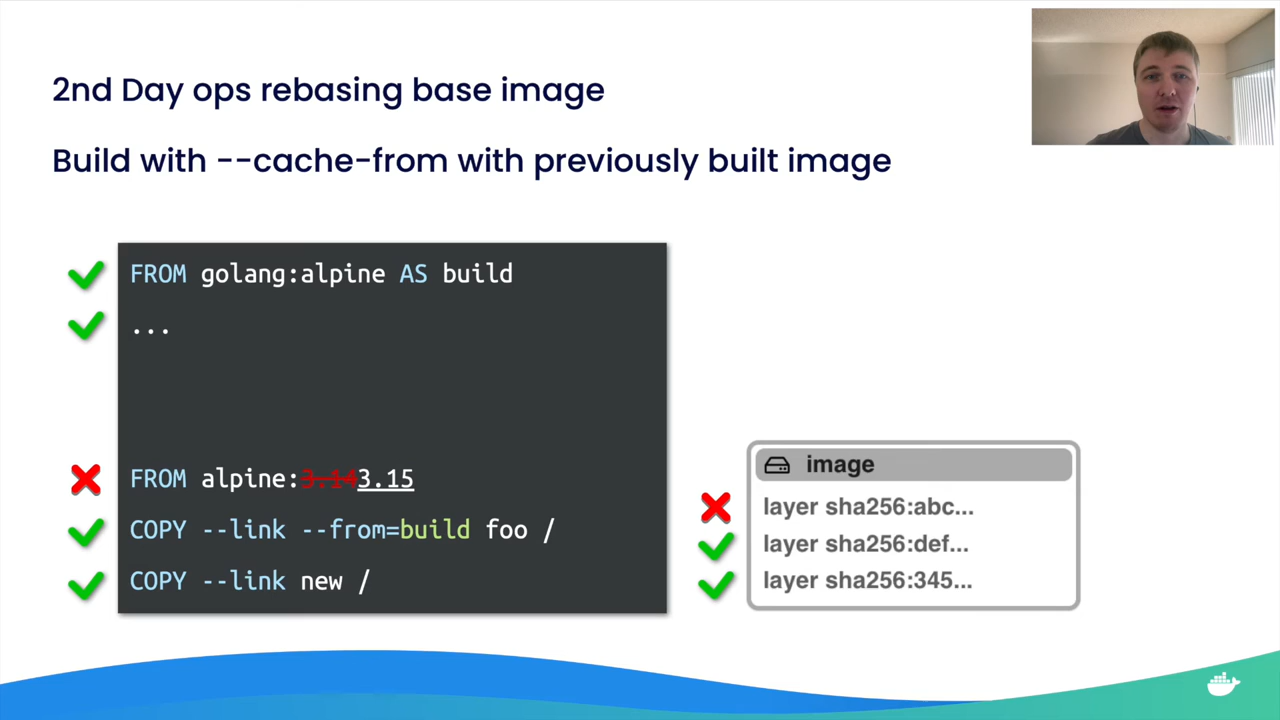 2nd Day ops rebasing base image
Build with --cache-from with previously built image
FROM golang:alpine AS build
...
FROM alpine:3.143.15
COPY --link --from=build foo /
COPY --link new /
image
layer sha256:abc...
layer sha256:def...
layer sha256:345...